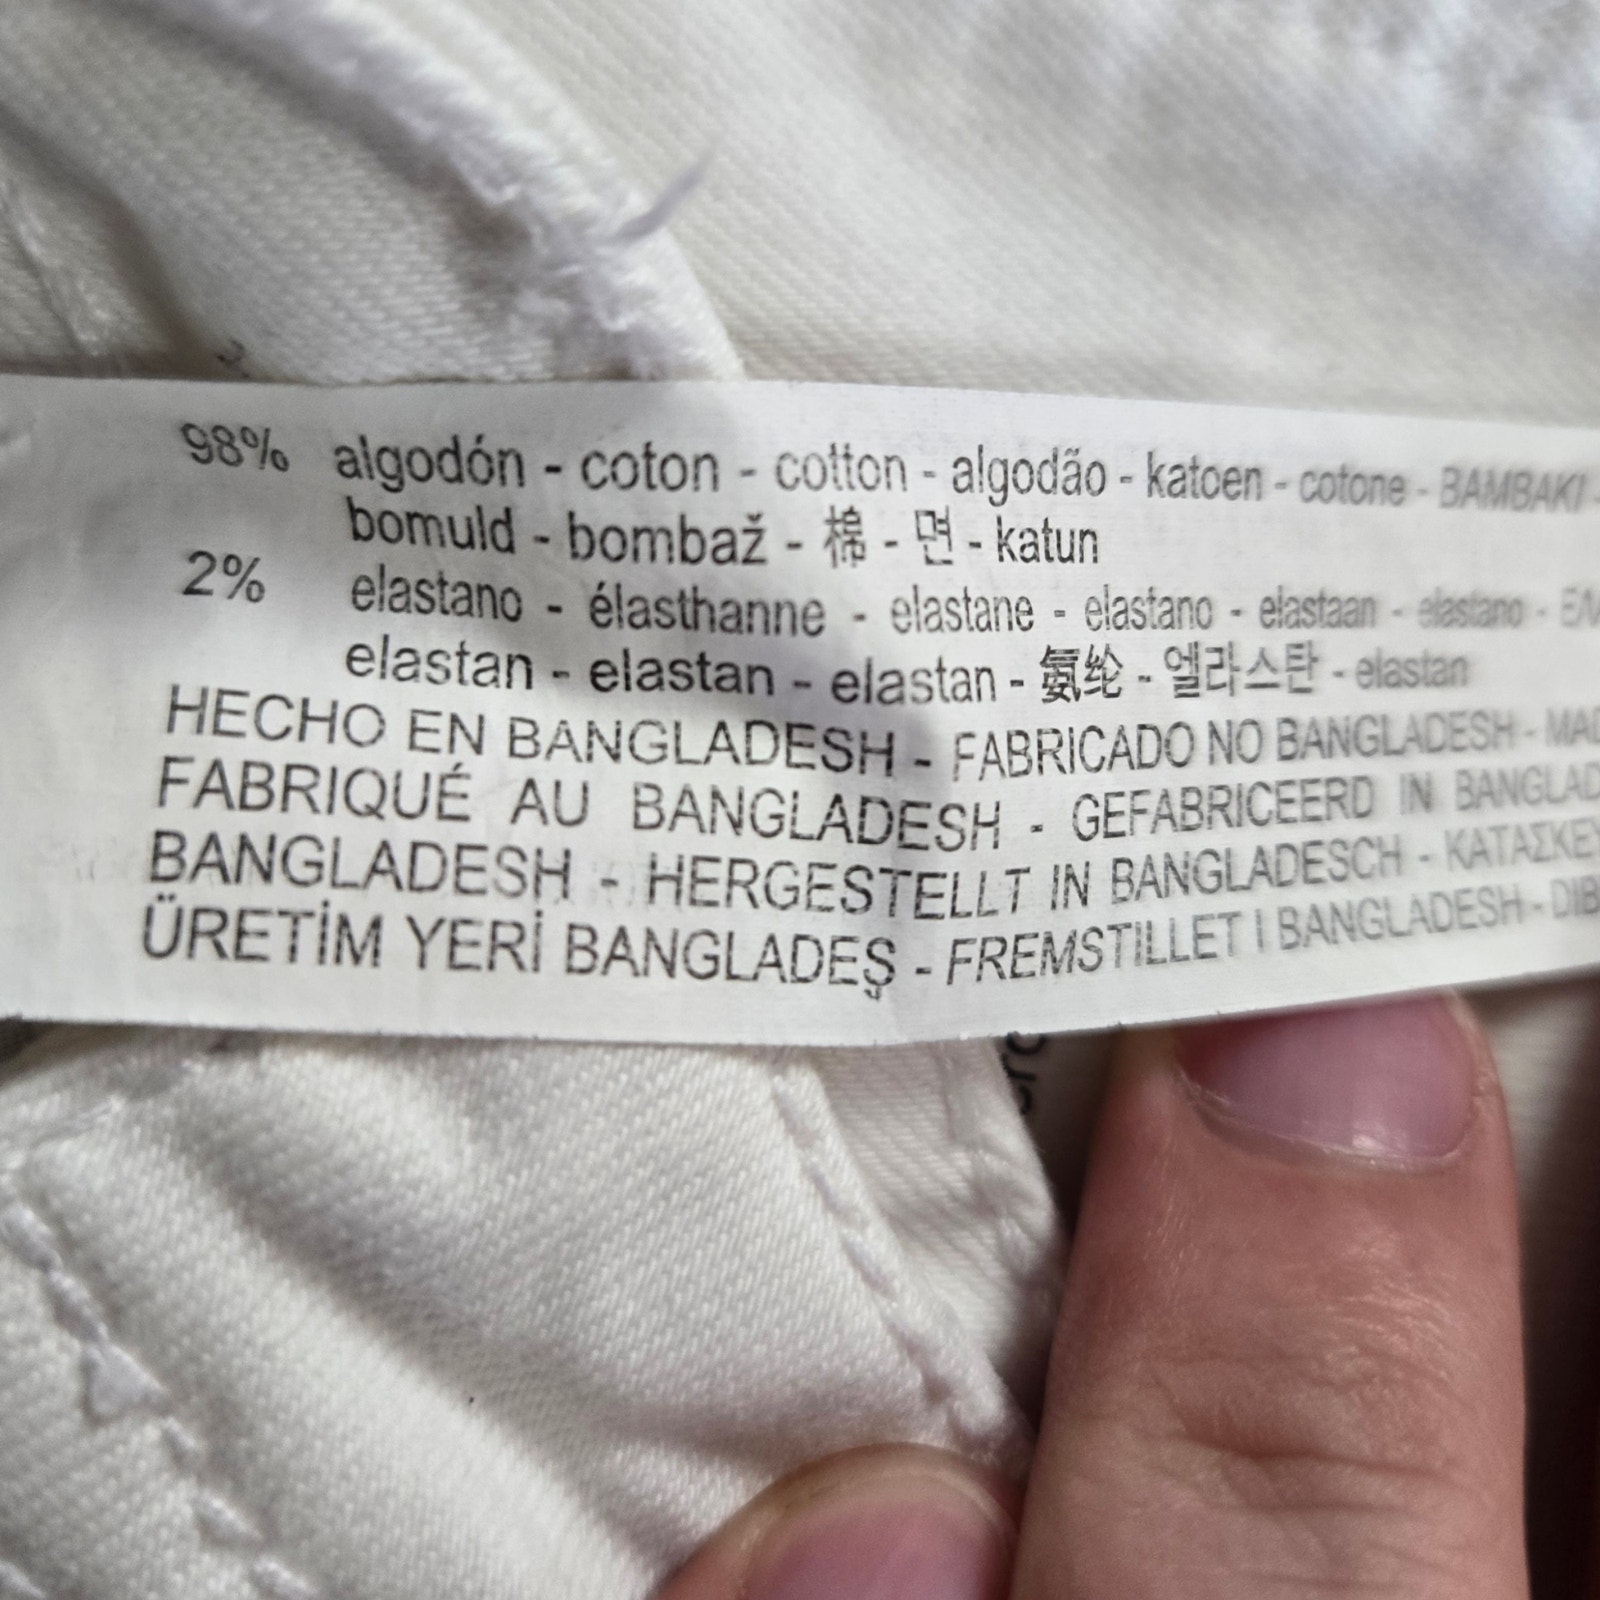 98% algodón - coton - cotton - algodão - katoen - cotone - BAMBAKI -
bomuld - bombaž - 棉 - 면 - katun
2% elastano - élasthanne - elastane - elastano - elastaan - elastano -
elastan - elastan - elastan - 氨纶 - 엘라스탄 - elastan
HECHO EN BANGLADESH - FABRICADO NO BANGLADESH -
FABRIQUÉ AU BANGLADESH - GEFABRICEERD IN
BANGLADESH - HERGESTELLT IN BANGLADESCH -
ÜRETİM YERİ BANGLADEŞ - FREMSTILLET I BANGLADESH -